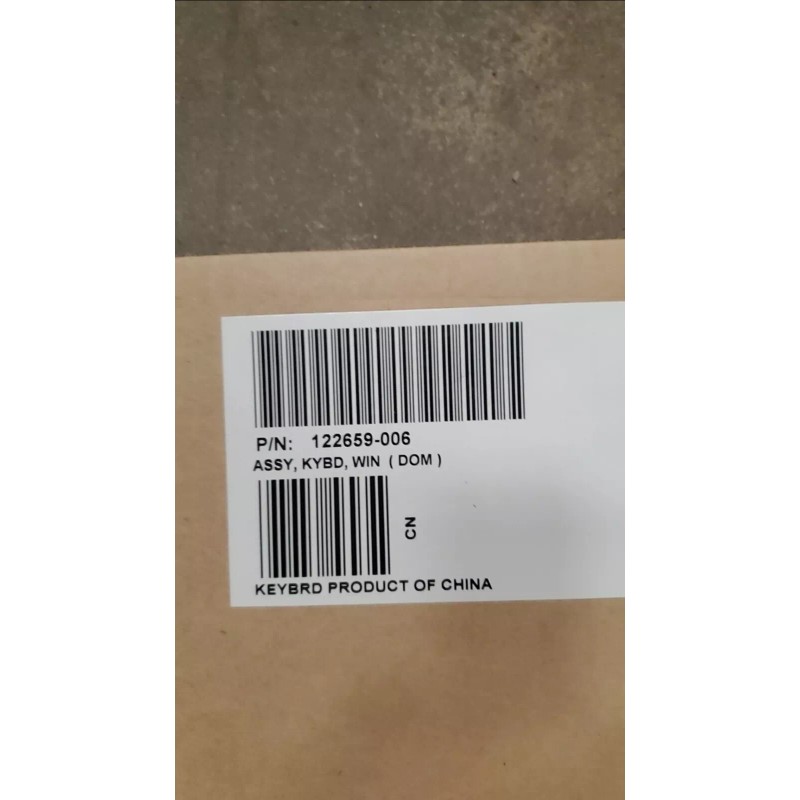 P/N: 122659-006
ASSY, KYBD, WIN ( DOM )
CN
KEYBRD PRODUCT OF CHINA